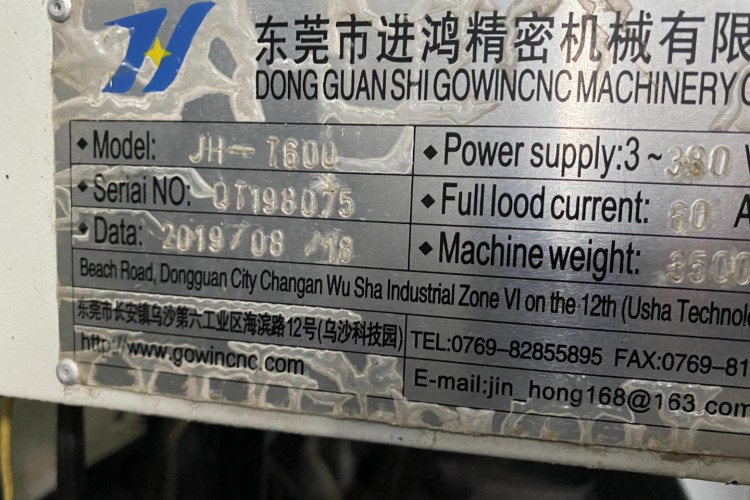 东莞市进鸿精密机械有限
DONG GUAN SHI GOWINCNC MACHINERY
◆Model: JH-T600
◆Power supply:3~380
◆Seriai NO: QT198075
◆Full lood current: 60 A
◆Data: 2019/08/18
◆Machine weight: 3500
Beach Road, Dongguan City Changan Wu Sha Industrial Zone VI on the 12th (Usha Technolo
东莞市长安镇乌沙第六工业区海滨路12号(乌沙科技园)
TEL:0769-82855895 FAX:0769-81
http://www.gowincnc.com
E-mail:jin_hong168@163.com